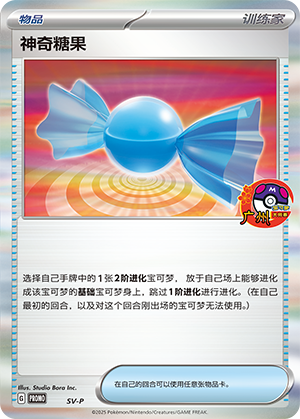 物品
训练家
神奇糖果
广州
选择自己手牌中的1张2阶进化宝可梦，放于自己场上能够进化
成该宝可梦的基础宝可梦身上，跳过1阶进化进行进化。（在自己
最初的回合，以及对这个回合刚出场的宝可梦无法使用。）
Illus. Studio Bora Inc.
在自己的回合可以使用任意张物品卡。
G PROMO SV-P
©2025 Pokémon/Nintendo/Creatures/GAME FREAK.